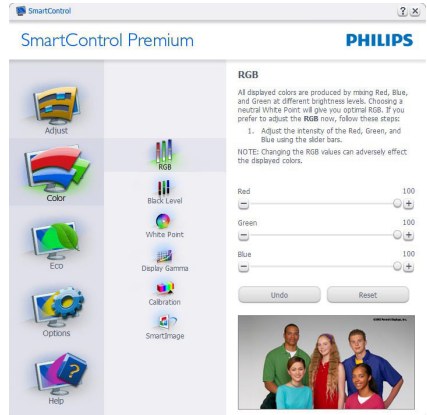 SmartControl
SmartControl Premium
PHILIPS
Adjust
Color
Eco
Options
Help
RGB
Black Level
White Point
Display Gamma
Calibration
SmartImage
RGB
All displayed colors are produced by mixing Red, Blue,
and Green at different brightness levels. Choosing a
neutral White Point will give you optimal RGB. If you
prefer to adjust the RGB now, follow these steps:
1. Adjust the intensity of the Red, Green, and
Blue using the slider bars.
NOTE: Changing the RGB values can adversely effect
the displayed colors.
Red 100
Green 100
Blue 100
Undo Reset